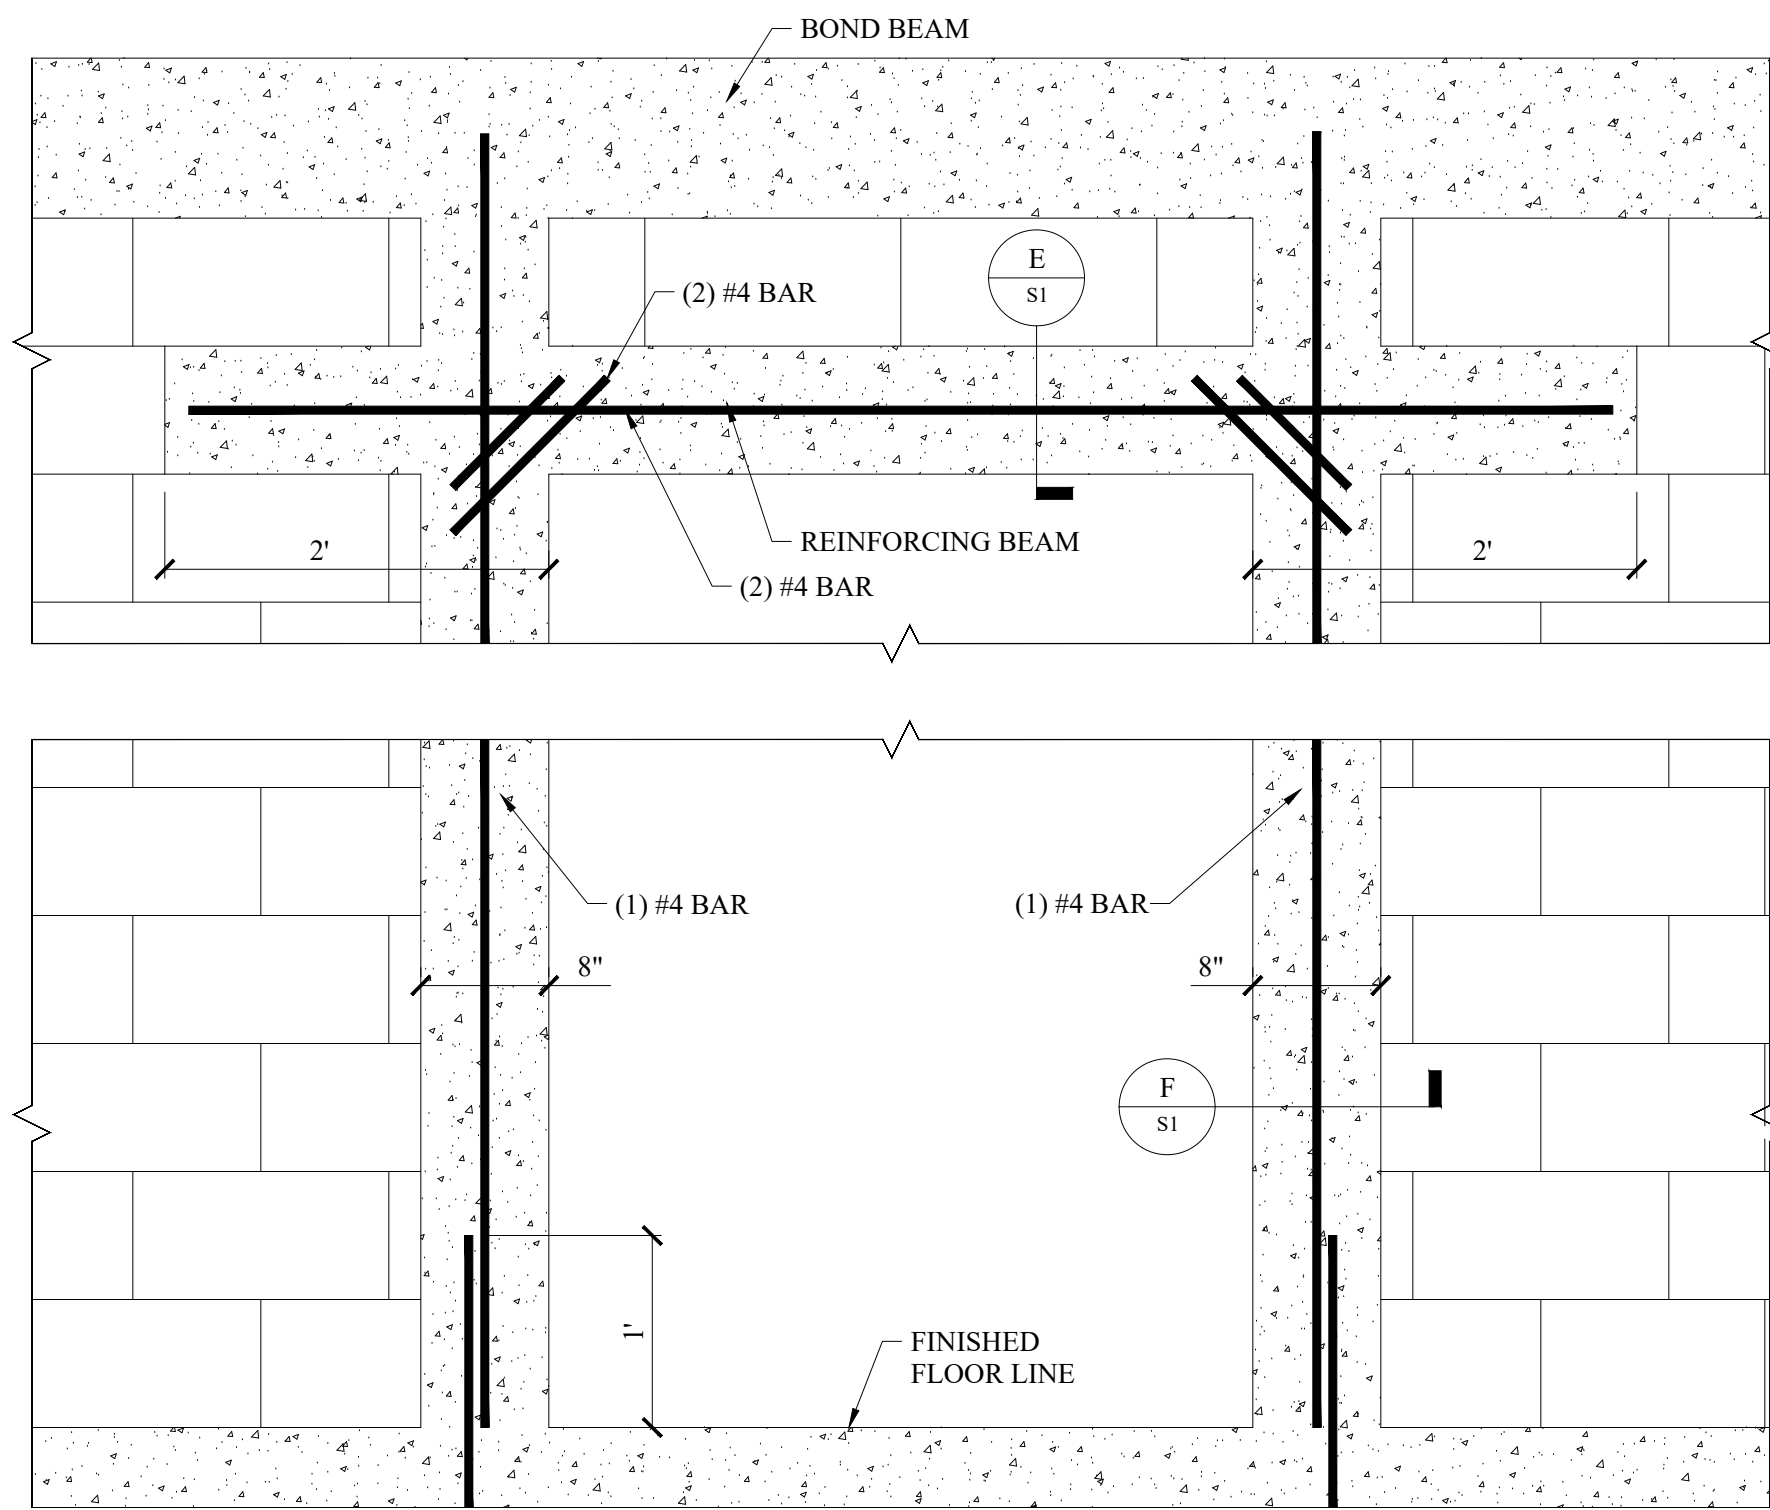 BOND BEAM
E
S1
(2) #4 BAR
REINFORCING BEAM
2'
2'
(2) #4 BAR
(1) #4 BAR
(1) #4 BAR
8"
8"
F
S1
1'
FINISHED
FLOOR LINE